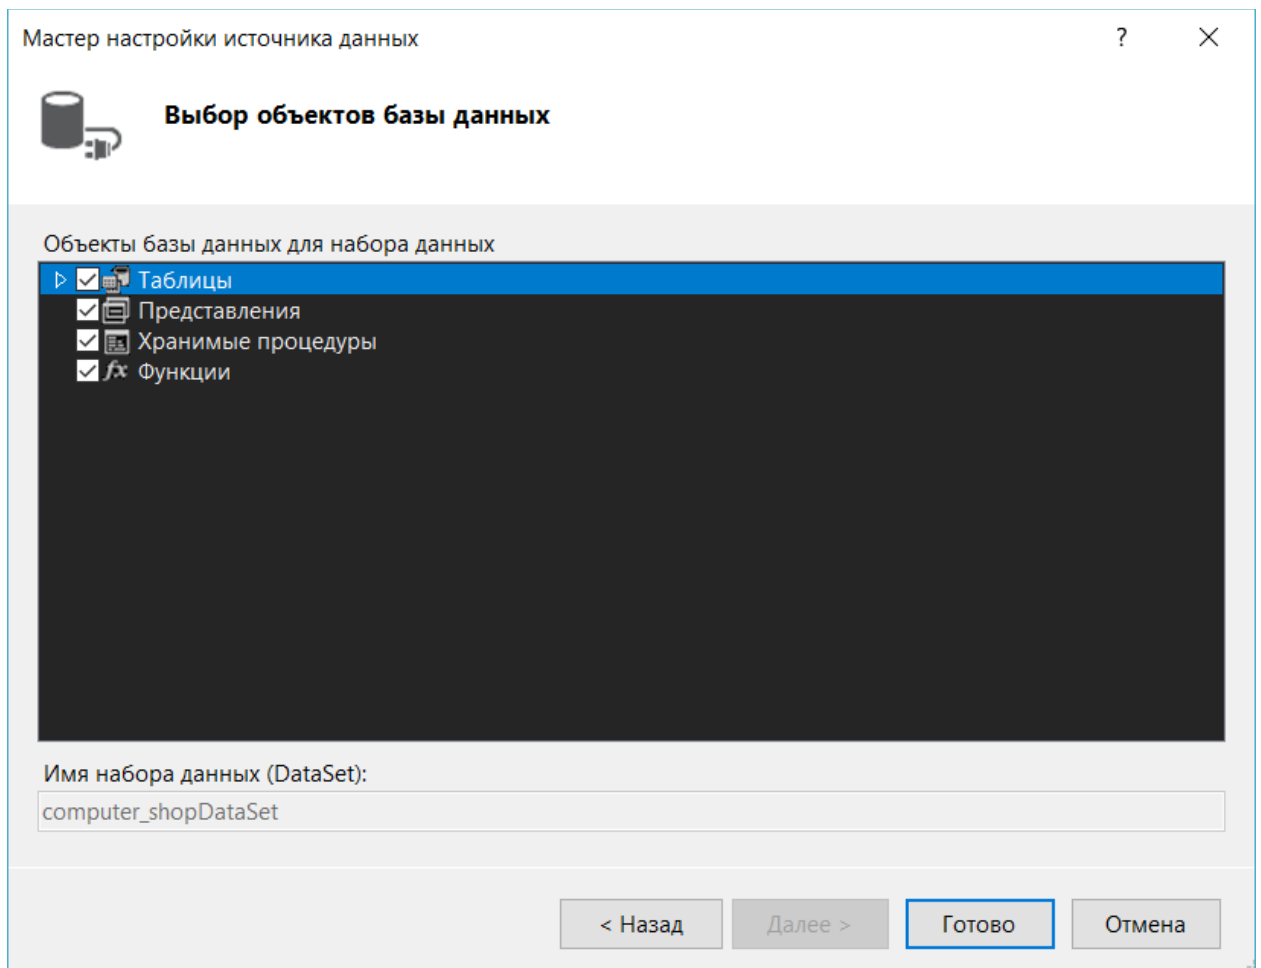 Мастер настройки источника данных ?
Выбор объектов базы данных
Объекты базы данных для набора данных
Таблицы
Представления
Хранимые процедуры
fx Функции
Имя набора данных (DataSet):
computer_shopDataSet
< Назад Далее > Готово Отмена